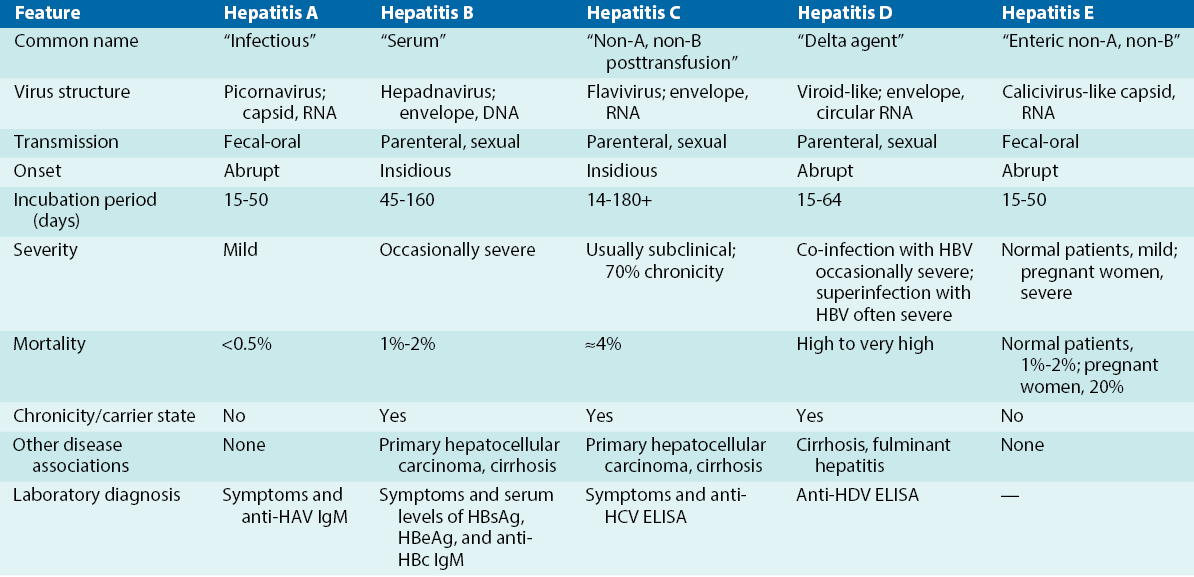 Feature Hepatitis A Hepatitis B Hepatitis C Hepatitis D Hepatitis E
Common name “Infectious” “Serum” “Non-A, non-B “Delta agent” “Enteric non-A, non-B”
posttransfusion”
Virus structure Picornavirus; Hepadnavirus; Flavivirus; envelope, Viroid-like; envelope, Calicivirus-like capsid,
capsid, RNA envelope, DNA RNA circular RNA RNA
Transmission Fecal-oral Parenteral, sexual Parenteral, sexual Parenteral, sexual Fecal-oral
Onset Abrupt Insidious Insidious Abrupt Abrupt
Incubation period 15-50 45-160 14-180+ 15-64 15-50
(days)
Severity Mild Occasionally severe Usually subclinical; Co-infection with HBV Normal patients, mild;
70% chronicity occasionally severe; pregnant women,
superinfection with severe
HBV often severe
Mortality <0.5% 1%-2% ≈4% High to very high Normal patients,
1%-2%; pregnant
women, 20%
Chronicity/carrier state No Yes Yes Yes No
Other disease None Primary hepatocellular Primary hepatocellular Cirrhosis, fulminant None
associations carcinoma, cirrhosis carcinoma, cirrhosis hepatitis
Laboratory diagnosis Symptoms and Symptoms and serum Symptoms and anti- Anti-HDV ELISA —
anti-HAV IgM levels of HBsAg, HCV ELISA
HBeAg, and anti-
HBc IgM